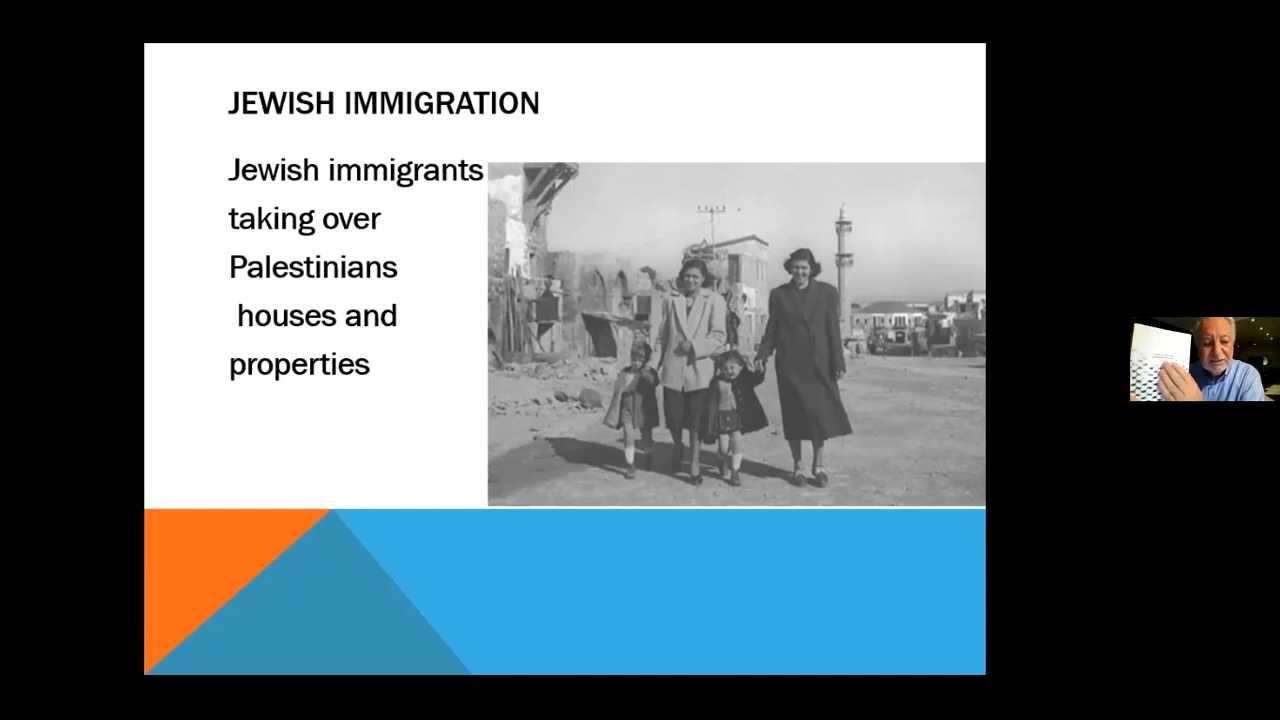 JEWISH IMMIGRATION
Jewish immigrants
taking over
Palestinians
houses and
properties